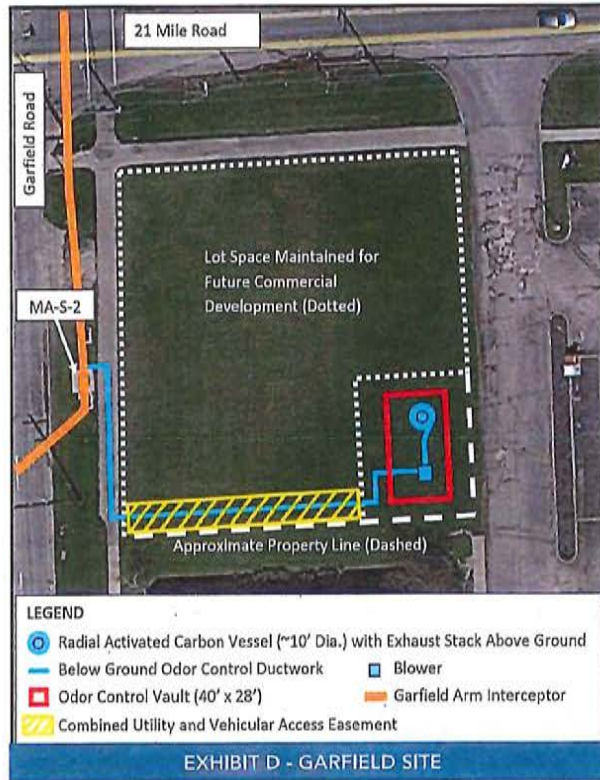 21 Mile Road
Garfield Road
Lot Space Maintained for
Future Commercial
Development (Dotted)
MA-S-2
Approximate Property Line (Dashed)
LEGEND
Radial Activated Carbon Vessel (~10' Dia.) with Exhaust Stack Above Ground
Below Ground Odor Control Ductwork
Blower
Odor Control Vault (40' x 28')
Garfield Arm Interceptor
Combined Utility and Vehicular Access Easement
EXHIBIT D - GARFIELD SITE